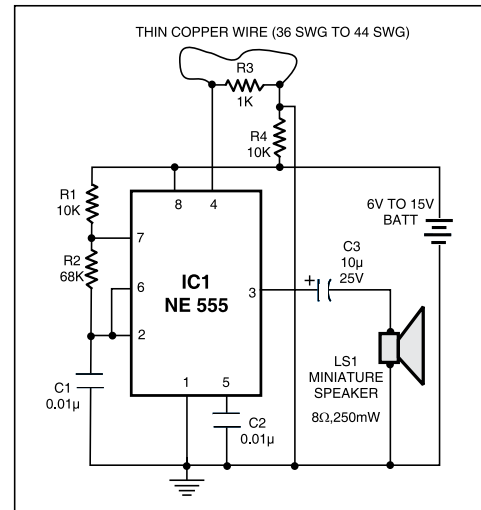 THIN COPPER WIRE (36 SWG TO 44 SWG)
R3
1K
R4
10K
R1
10K
8
4
6V TO 15V
BATT
7
R2
68K
C3
10µ
25V
+
6
IC1
NE 555
3
2
LS1
MINIATURE
SPEAKER
8Ω,250mW
C1
0.01µ
1
5
C2
0.01µ